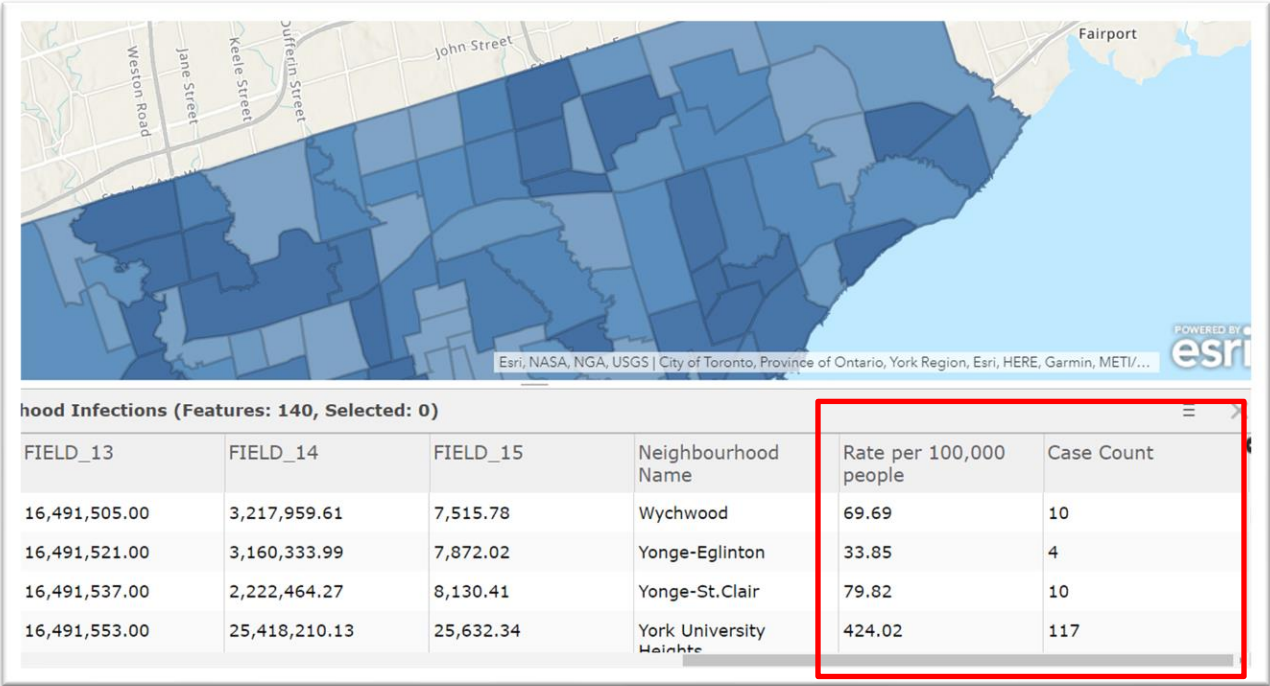 Fairport
John Street
Weston Road
Jane Street
Keele Street
Dufferin Street
POWERED BY
esri
Esri, NASA, NGA, USGS | City of Toronto, Province of Ontario, York Region, Esri, HERE, Garmin, METI/...
hood Infections (Features: 140, Selected: 0)
FIELD_13 FIELD_14 FIELD_15 Neighbourhood Name Rate per 100,000 people Case Count
16,491,505.00 3,217,959.61 7,515.78 Wychwood 69.69 10
16,491,521.00 3,160,333.99 7,872.02 Yonge-Eglinton 33.85 4
16,491,537.00 2,222,464.27 8,130.41 Yonge-St.Clair 79.82 10
16,491,553.00 25,418,210.13 25,632.34 York University Heights 424.02 117